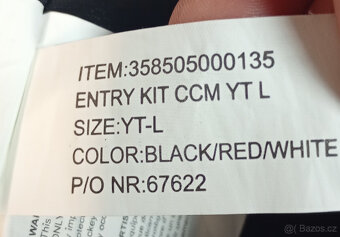 ITEM:358505000135
ENTRY KIT CCM YT L
SIZE:YT-L
COLOR:BLACK/RED/WHITE
P/O NR:67622
Bazos.cz